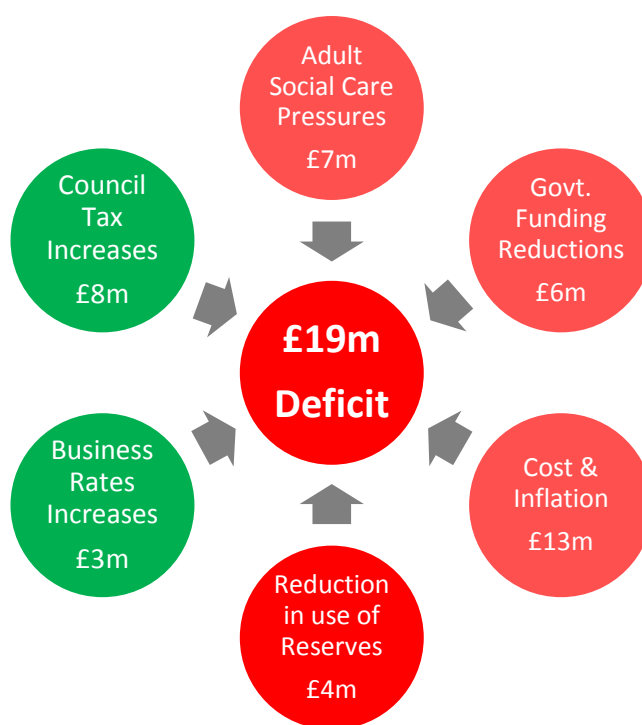 Adult
Social Care
Pressures
£7m
Council
Tax
Increases
£8m
Govt.
Funding
Reductions
£6m
£19m
Deficit
Business
Rates
Increases
£3m
Cost &
Inflation
£13m
Reduction
in use of
Reserves
£4m